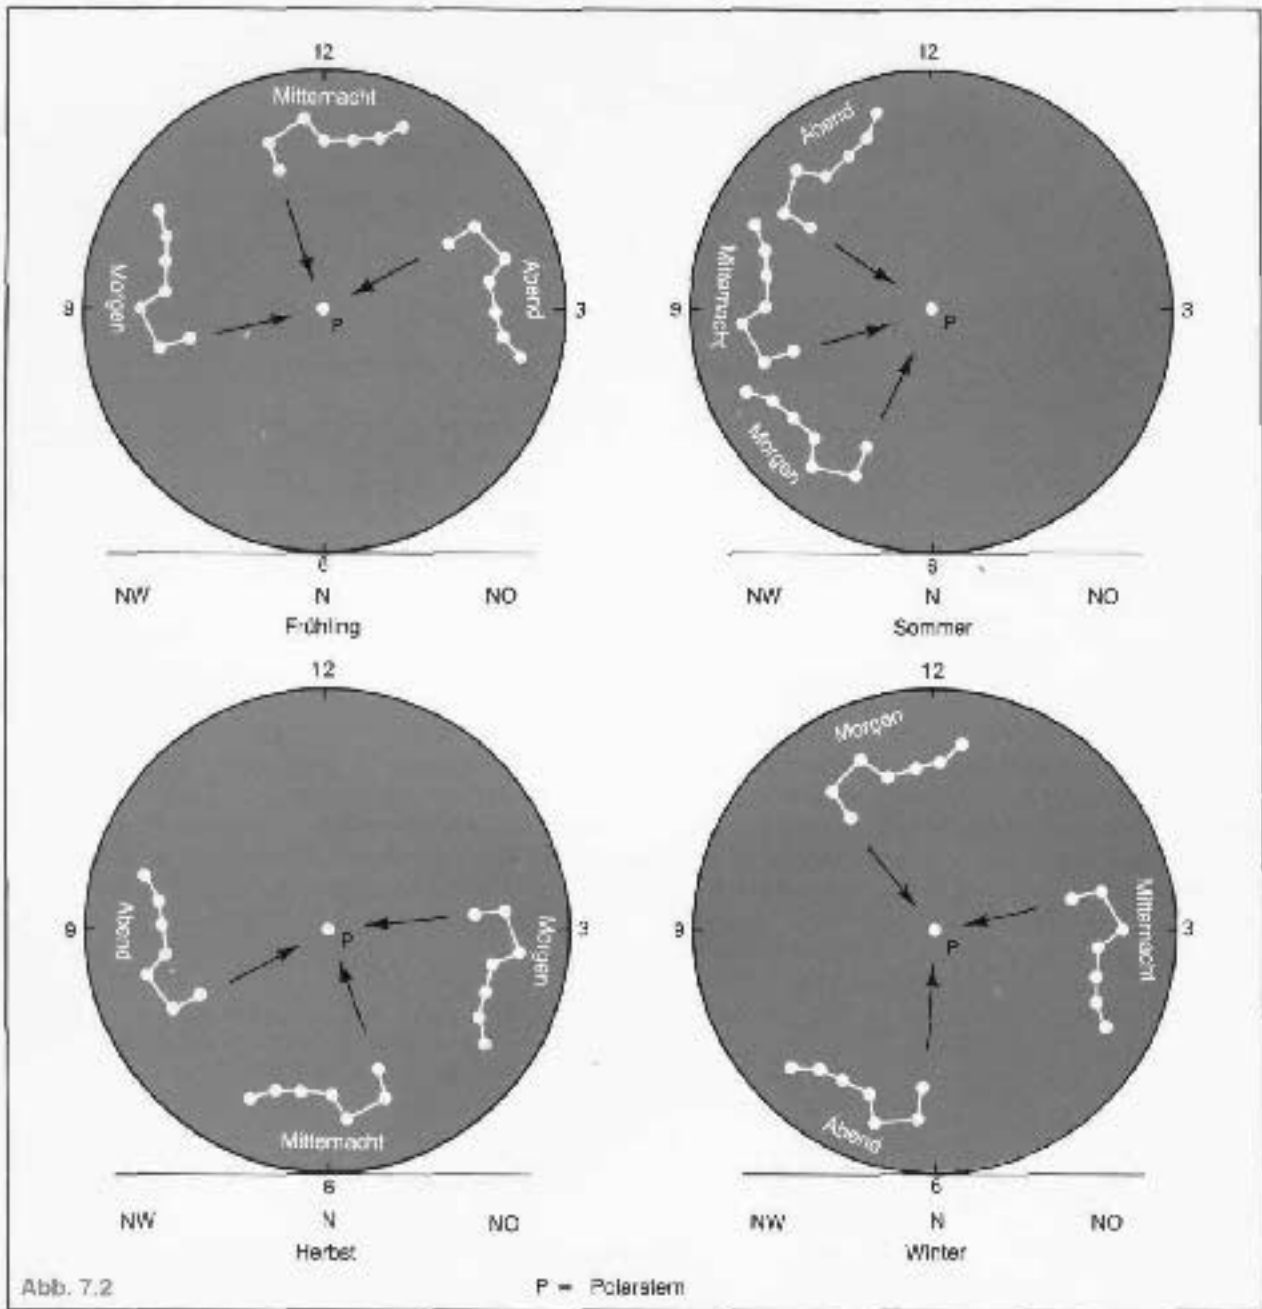 12
Mitternacht
Morgen
Abend
9
3
P
6
NW N NO
Frühling
12
Abend
Mitternacht
Morgen
9
3
P
6
NW N NO
Sommer
12
Abend
Morgen
Mitternacht
9
3
P
6
NW N NO
Herbst
12
Morgen
Mitternacht
Abend
9
3
P
6
NW N NO
Winter
Abb. 7.2
P = Polarstern